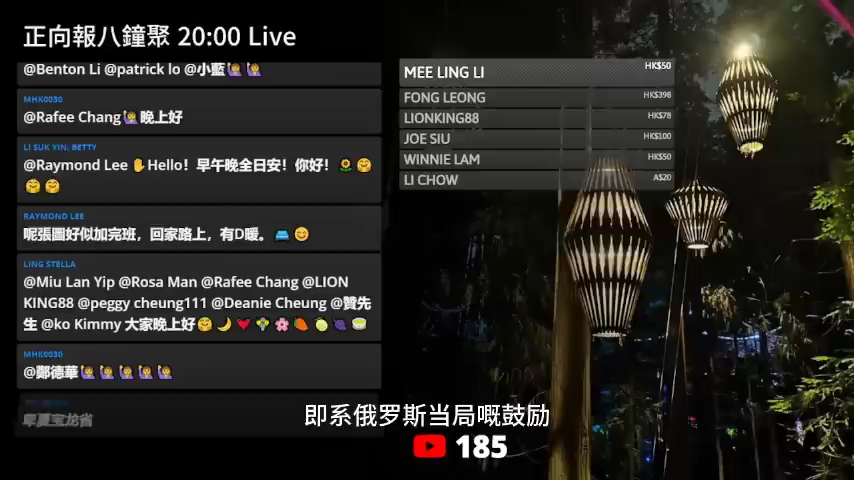 正向報八鐘聚 20:00 Live
@Benton Li @patrick lo @小藍🙋‍♀️🙋‍♀️
MHK0030
@Rafee Chang🙋‍♀️晚上好
LI SUK YIN; BETTY
@Raymond Lee ✋Hello！早午晚全日安！你好！🌻🤗
🤗🤗
RAYMOND LEE
呢張圖好似加完班，回家路上，有D暖。🛋️😊
LING STELLA
@Miu Lan Yip @Rosa Man @Rafee Chang @LION
KING88 @peggy cheung111 @Deanie Cheung @贊先
生 @ko Kimmy 大家晚上好🤗🌙❤️💐🌸🥕🍈🍇🍵
MHK0030
@鄭德華🙋‍♀️🙋‍♀️🙋‍♀️🙋‍♀️🙋‍♀️
MEE LING LI HK$50
FONG LEONG HK$398
LIONKING88 HK$78
JOE SIU HK$100
WINNIE LAM HK$50
LI CHOW A$20
即系俄罗斯当局嘅鼓励
185